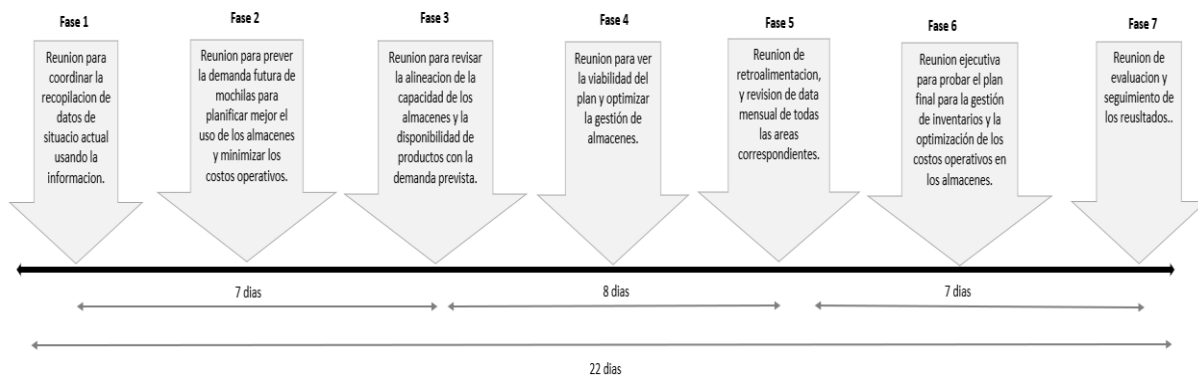 Fase 1
Reunion para
coordinar la
recopilacion de
datos de
situacio actual
usando la
informacion.
Fase 2
Reunion para prever
la demanda futura de
mochilas para
planificar mejor el
uso de los almacenes
y minimizar los
costos operativos.
Fase 3
Reunion para revisar
la alineacion de la
capacidad de los
almacenes y la
disponibilidad de
productos con la
demanda prevista.
Fase 4
Reunion para ver
la viabilidad del
plan y optimizar
la gestión de
almacenes.
Fase 5
Reunion de
retroalimentacion,
y revision de data
mensual de todas
las areas
correspondientes.
Fase 6
Reunion ejecutiva
para probar el plan
final para la gestión
de inventarios y la
optimización de los
costos operativos en
los almacenes.
Fase 7
Reunion de
evaluacion y
seguimiento de
los reusltados..
7 dias
8 dias
7 dias
22 dias